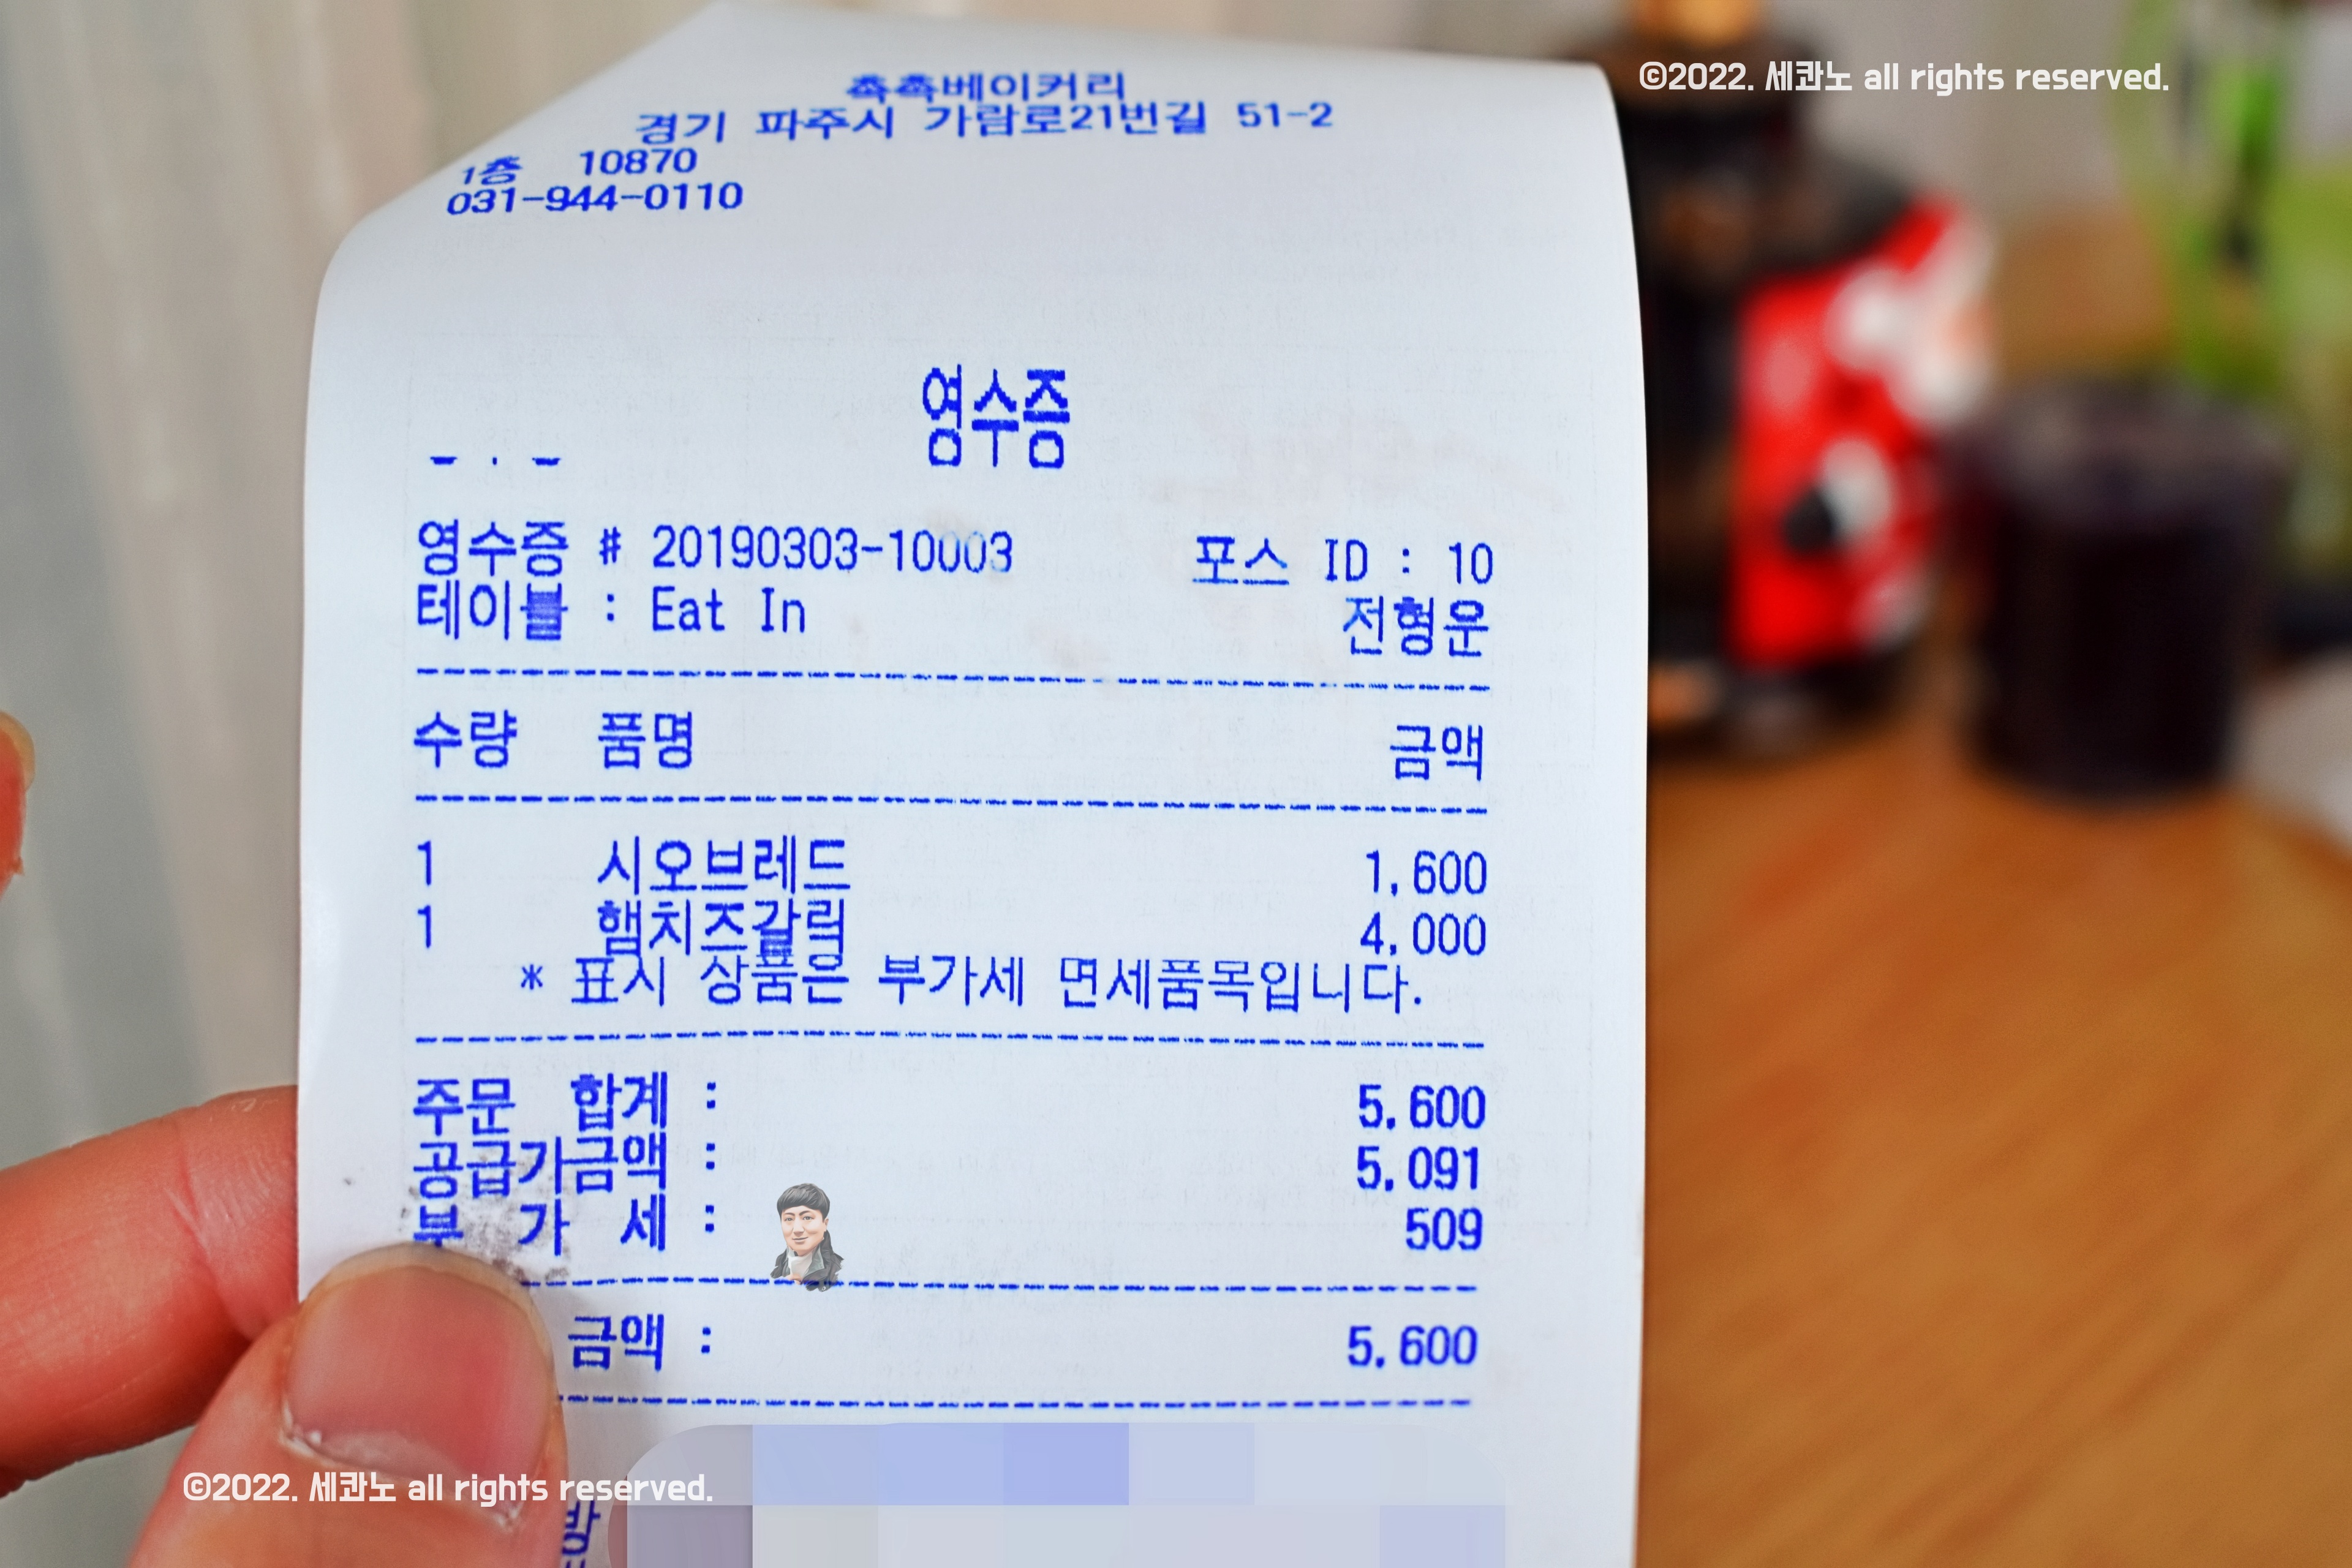 ©2022. 세콴노 all rights reserved.
촉촉베이커리
경기 파주시 가람로21번길 51-2
1층 10870
031-944-0110
영수증
영수증 # 20190303-10003 포스 ID : 10
테이블 : Eat In 전형운
수량 품명 금액
1 시오브레드 1,600
1 햄치즈갈릭 4,000
* 표시 상품은 부가세 면세품목입니다.
주문 합계 : 5,600
공급가금액 : 5,091
부 가 세 : 509
금액 : 5,600
©2022. 세콴노 all rights reserved.